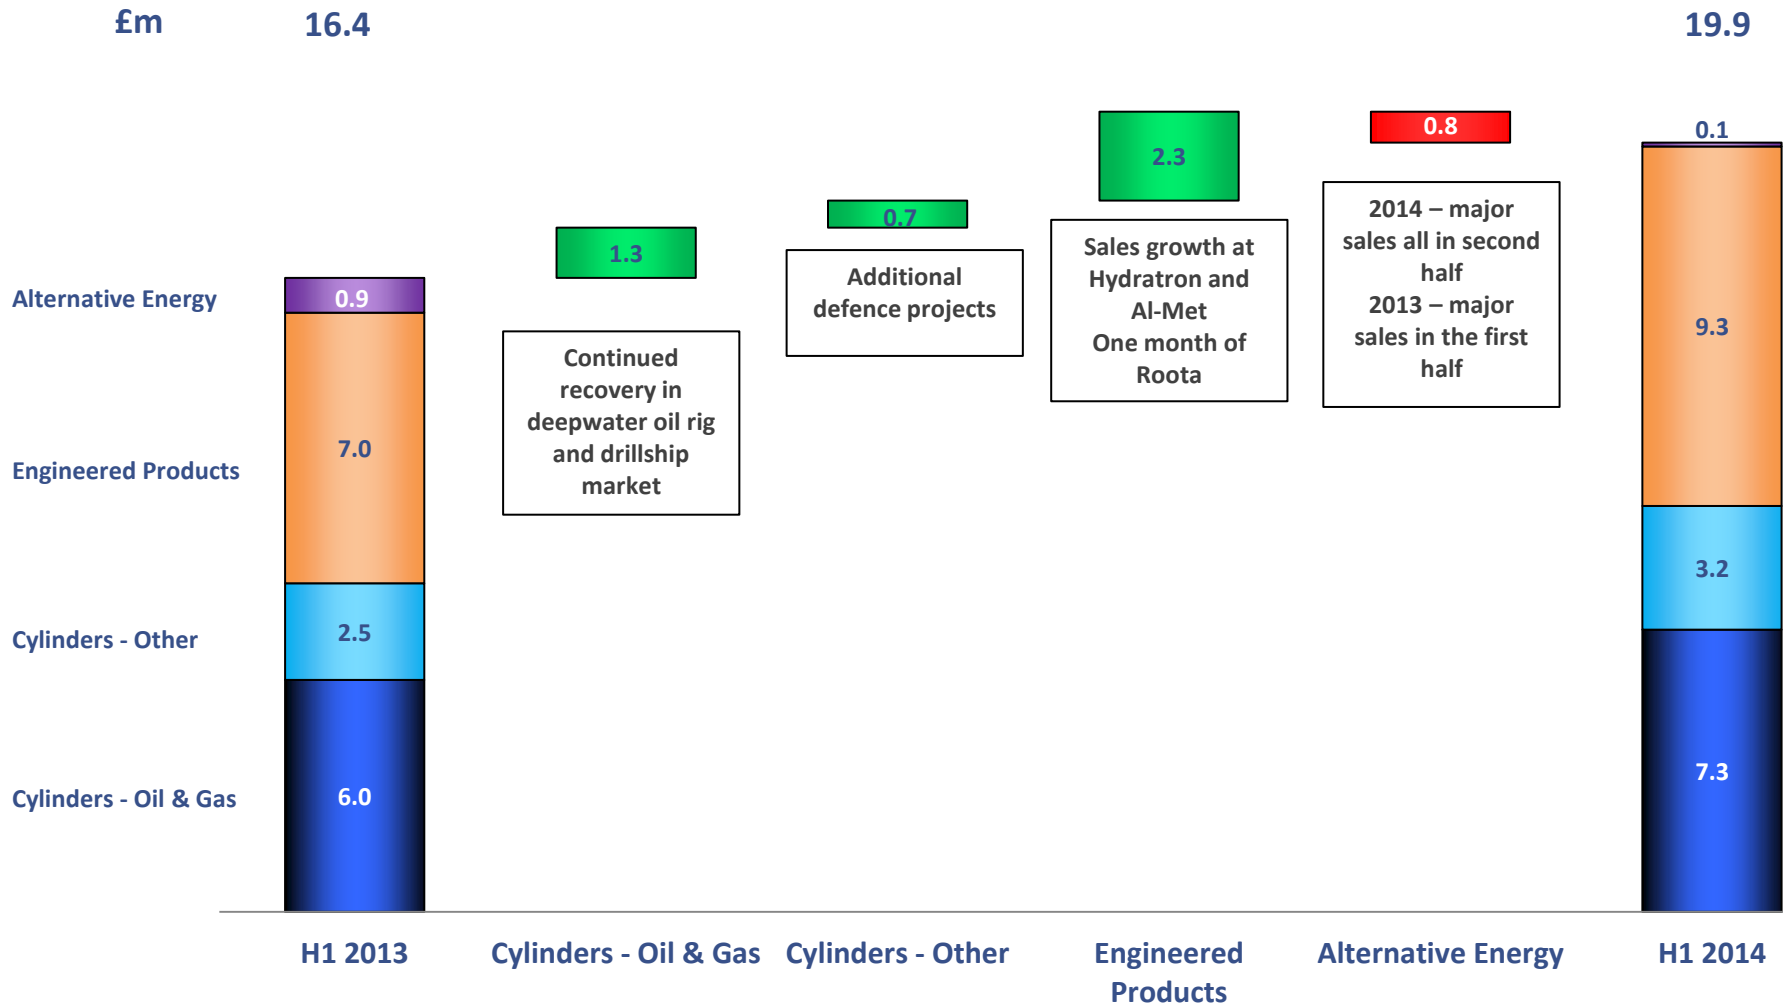 £m 16.4 19.9
Alternative Energy
Engineered Products
Cylinders - Other
Cylinders - Oil & Gas
0.9
7.0
2.5
6.0
1.3
Continued
recovery in
deepwater oil rig
and drillship
market
0.7
Additional
defence projects
2.3
Sales growth at
Hydratron and
Al-Met
One month of
Roota
0.8
2014 – major
sales all in second
half
2013 – major
sales in the first
half
0.1
9.3
3.2
7.3
H1 2013
Cylinders - Oil & Gas
Cylinders - Other
Engineered
Products
Alternative Energy
H1 2014